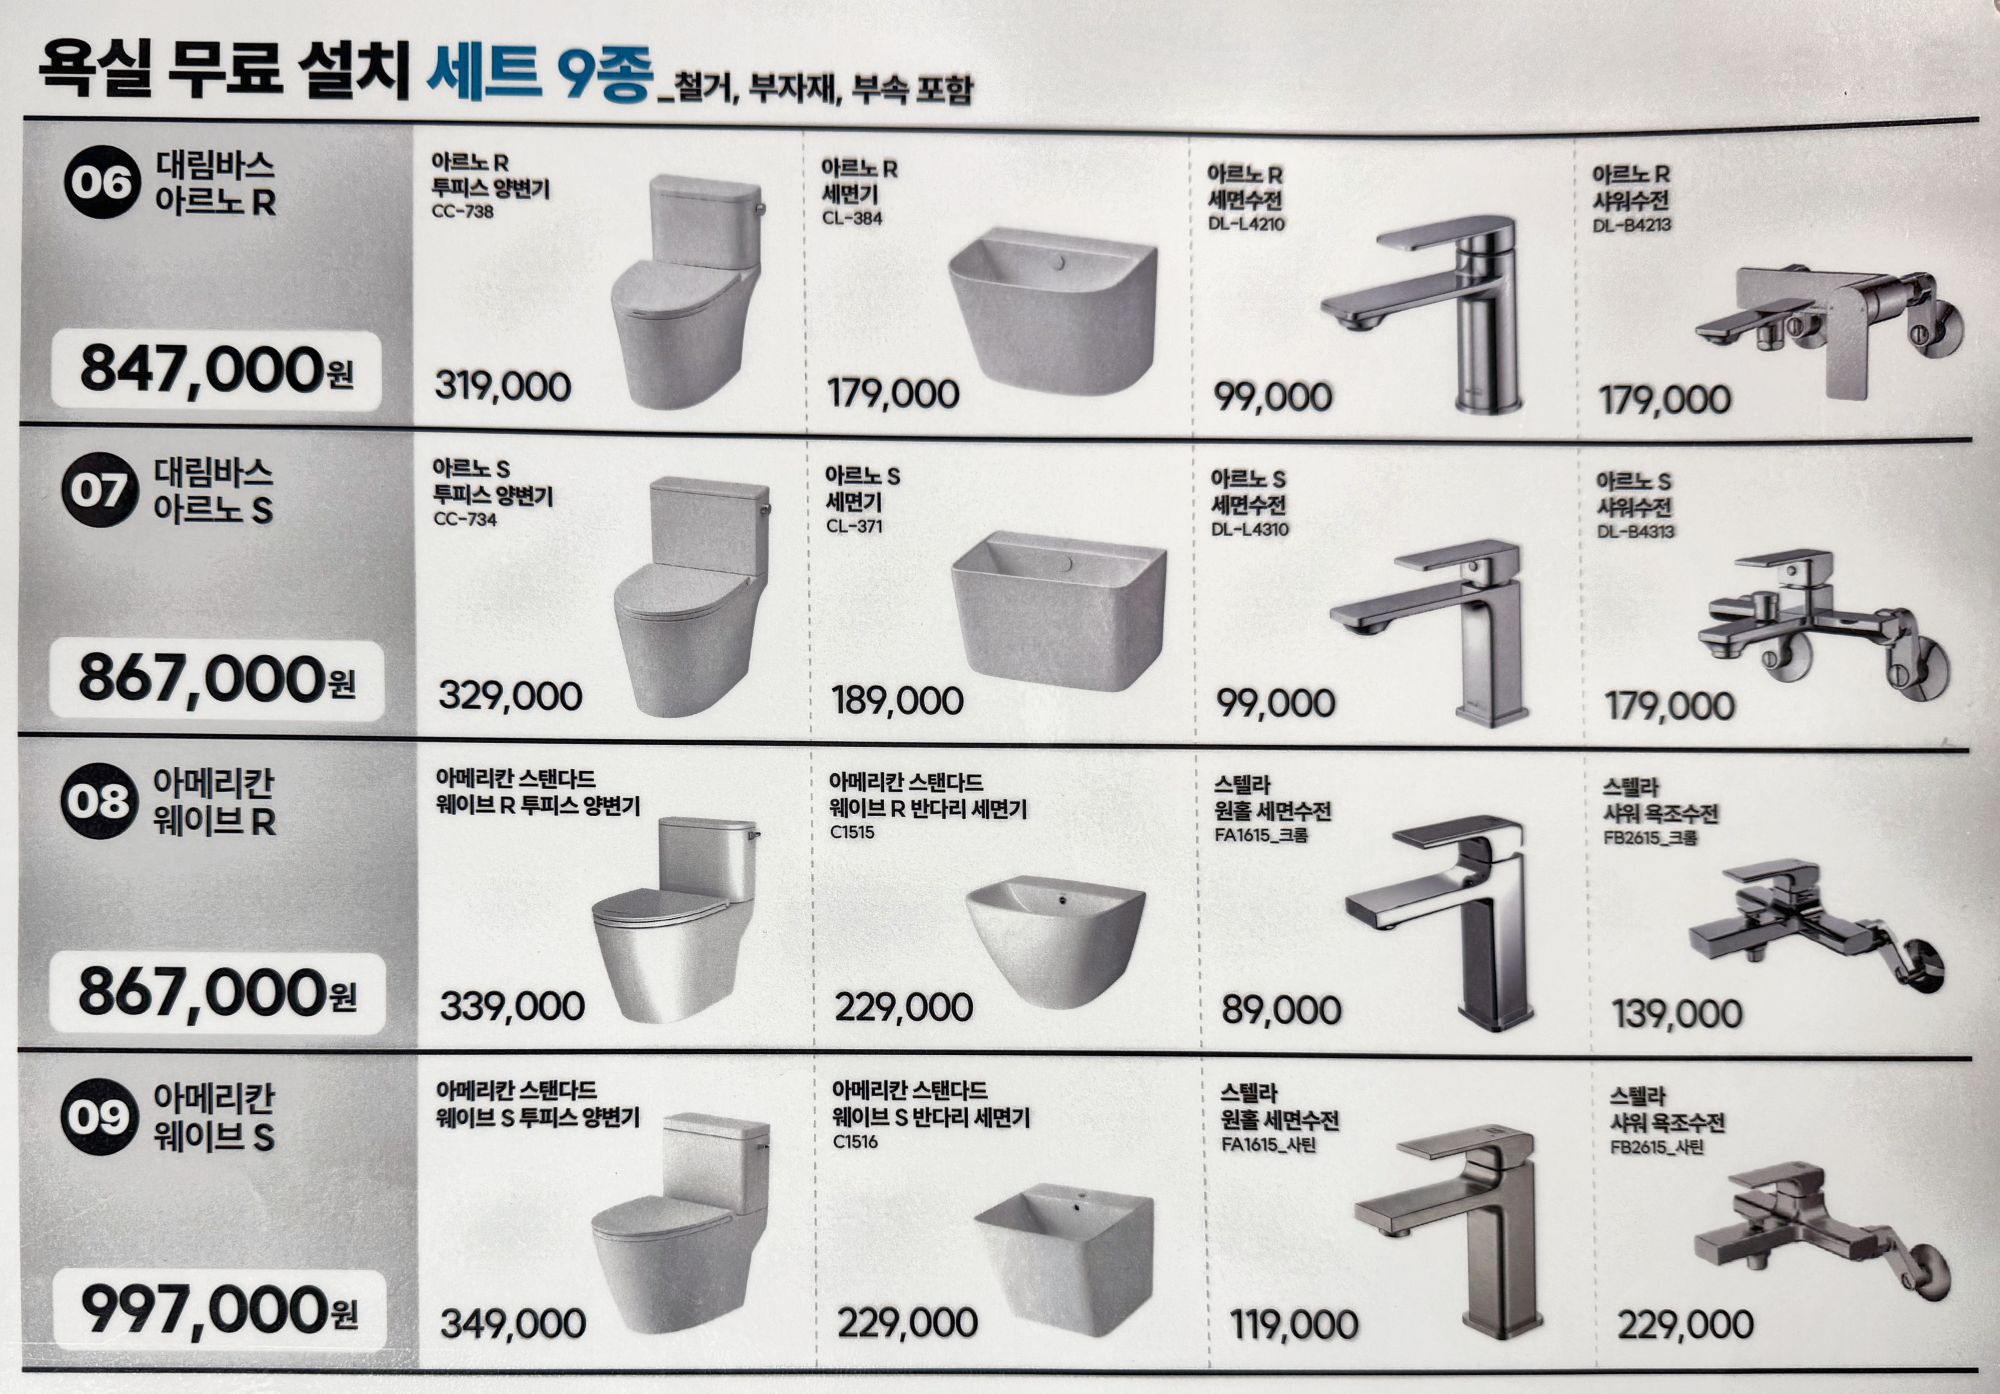 욕실 무료 설치 세트 9종_철거, 부자재, 부속 포함
06
대림바스
아르노 R
847,000원
아르노 R
투피스 양변기
CC-738
319,000
아르노 R
세면기
CL-384
179,000
아르노 R
세면수전
DL-L4210
99,000
아르노 R
샤워수전
DL-B4213
179,000
07
대림바스
아르노 S
867,000원
아르노 S
투피스 양변기
CC-734
329,000
아르노 S
세면기
CL-371
189,000
아르노 S
세면수전
DL-L4310
99,000
아르노 S
샤워수전
DL-B4313
179,000
08
아메리칸
웨이브 R
867,000원
아메리칸 스탠다드
웨이브 R 투피스 양변기
339,000
아메리칸 스탠다드
웨이브 R 반다리 세면기
C1515
229,000
스텔라
원홀 세면수전
FA1615_크롬
89,000
스텔라
샤워 욕조수전
FB2615_크롬
139,000
09
아메리칸
웨이브 S
997,000원
아메리칸 스탠다드
웨이브 S 투피스 양변기
349,000
아메리칸 스탠다드
웨이브 S 반다리 세면기
C1516
229,000
스텔라
원홀 세면수전
FA1615_사틴
119,000
스텔라
샤워 욕조수전
FB2615_사틴
229,000